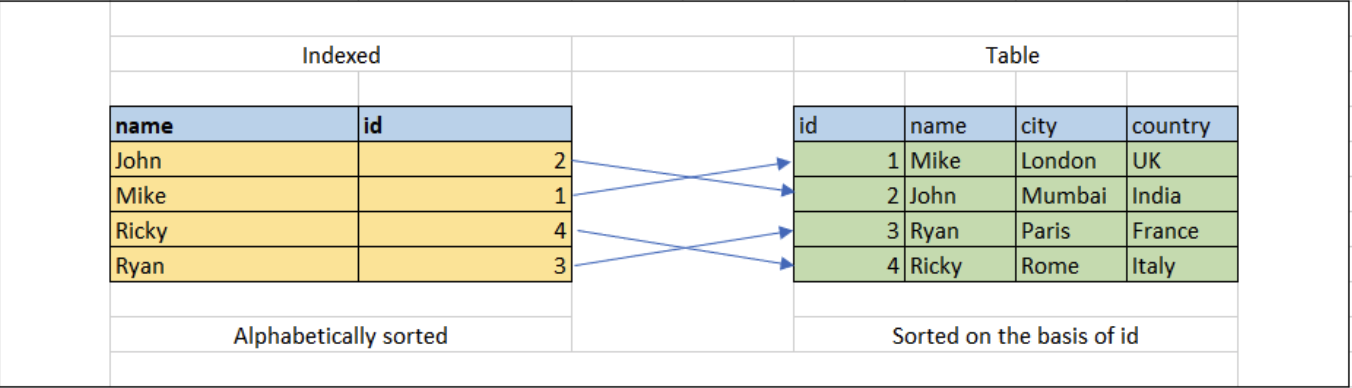 Indexed Table
name id id name city country
John 2 1 Mike London UK
Mike 1 2 John Mumbai India
Ricky 4 3 Ryan Paris France
Ryan 3 4 Ricky Rome Italy
Alphabetically sorted Sorted on the basis of id